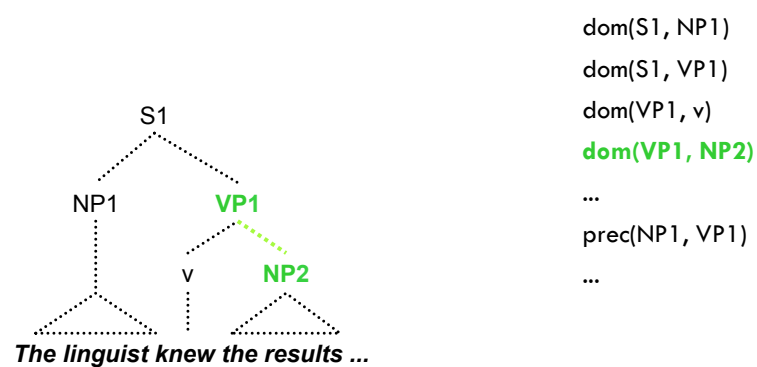 S1
NP1 VP1
v NP2
The linguist knew the results ...
dom(S1, NP1)
dom(S1, VP1)
dom(VP1, v)
dom(VP1, NP2)
...
prec(NP1, VP1)
...